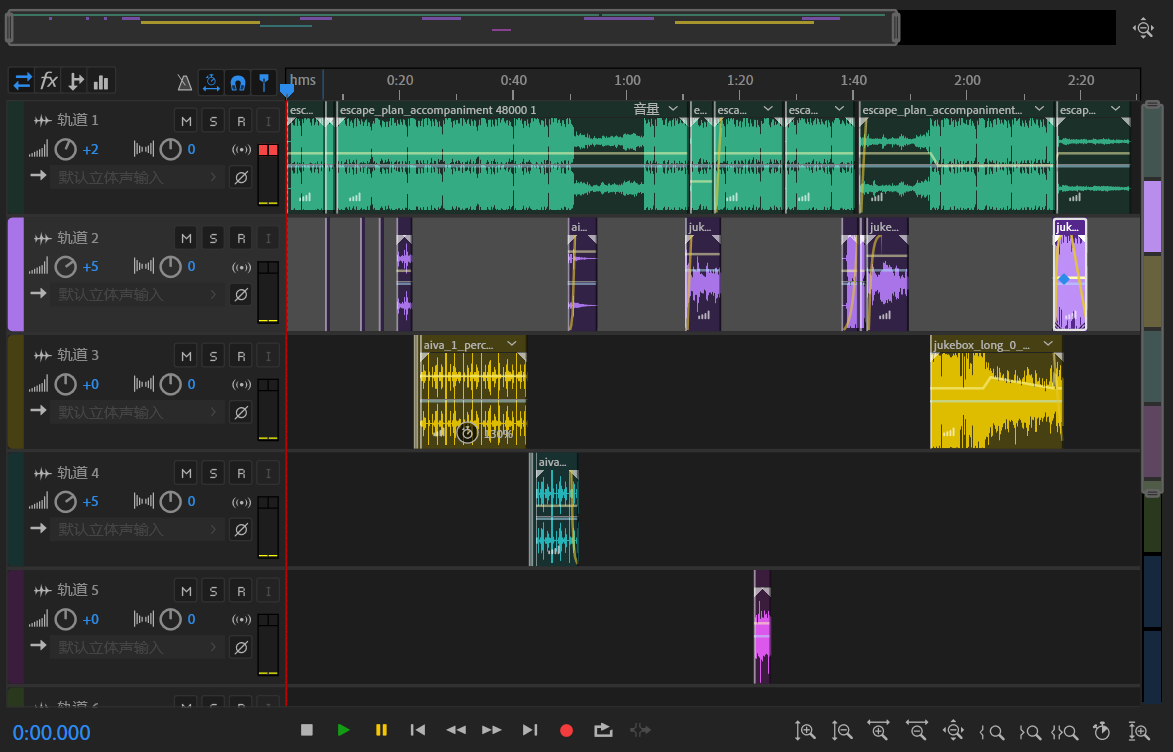 fx
hms 0:20 0:40 1:00 1:20 1:40 2:00 2:20
轨道 1 M S R I
+2 0
默认立体声输入
esc... escape_plan_accompaniment 48000 1 音量 e... esca... esca... escape_plan_accompaniment... escap...
轨道 2 M S R I
+5 0
默认立体声输入
ai... juk... juke... juk...
轨道 3 M S R I
+0 0
默认立体声输入
aiva_1_perc... jukebox_long_0_...
130%
轨道 4 M S R I
+5 0
默认立体声输入
aiva...
轨道 5 M S R I
+0 0
默认立体声输入
轨道 6 M S R I
0:00.000